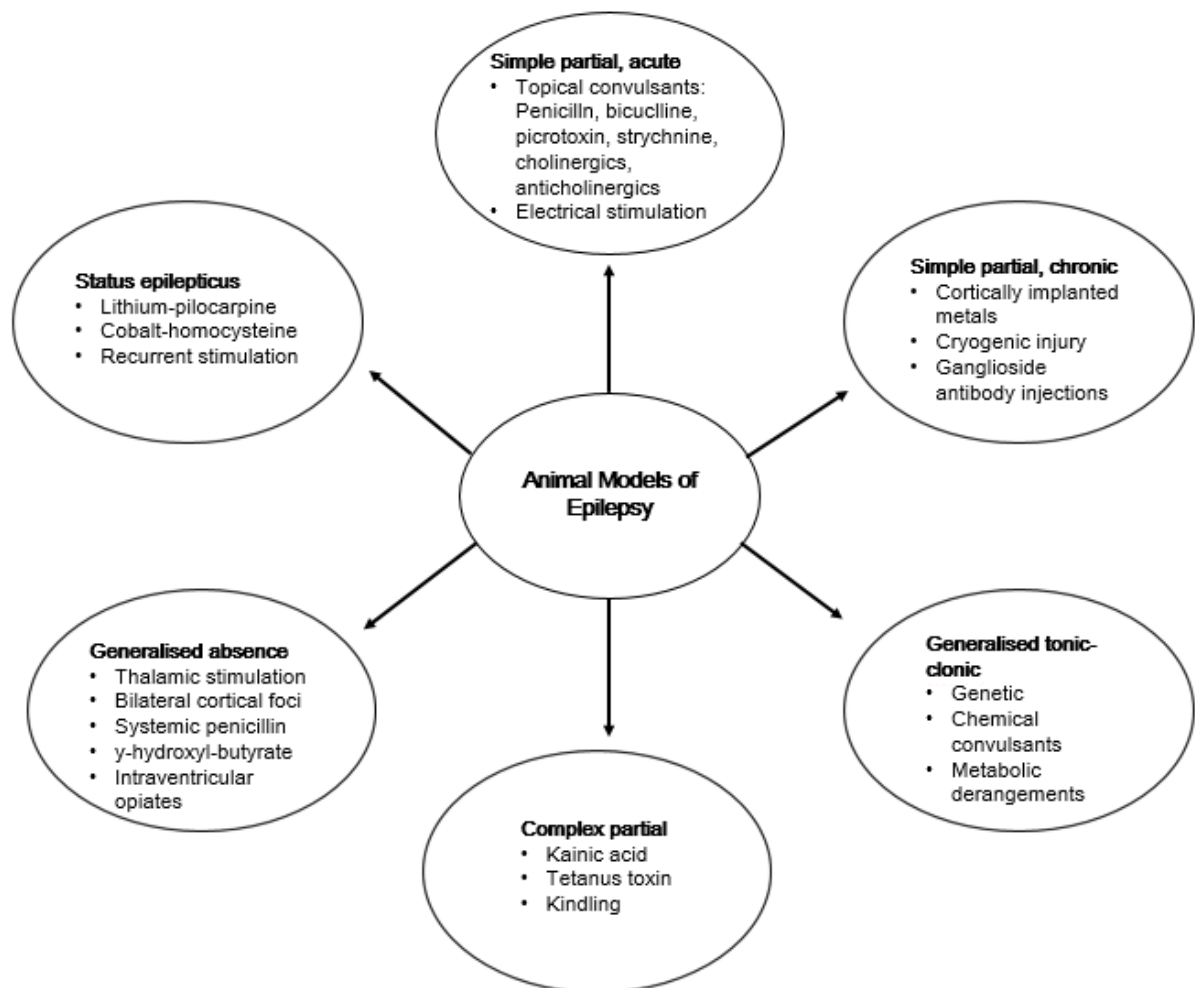 Simple partial, acute
• Topical convulsants:
Penicilln, bicuclline,
picrotoxin, strychnine,
cholinergics,
anticholinergics
• Electrical stimulation
Status epilepticus
• Lithium-pilocarpine
• Cobalt-homocysteine
• Recurrent stimulation
Simple partial, chronic
• Cortically implanted
metals
• Cryogenic injury
• Ganglioside
antibody injections
Animal Models of
Epilepsy
Generalised absence
• Thalamic stimulation
• Bilateral cortical foci
• Systemic penicillin
• y-hydroxyl-butyrate
• Intraventricular
opiates
Generalised tonic-
clonic
• Genetic
• Chemical
convulsants
• Metabolic
derangements
Complex partial
• Kainic acid
• Tetanus toxin
• Kindling